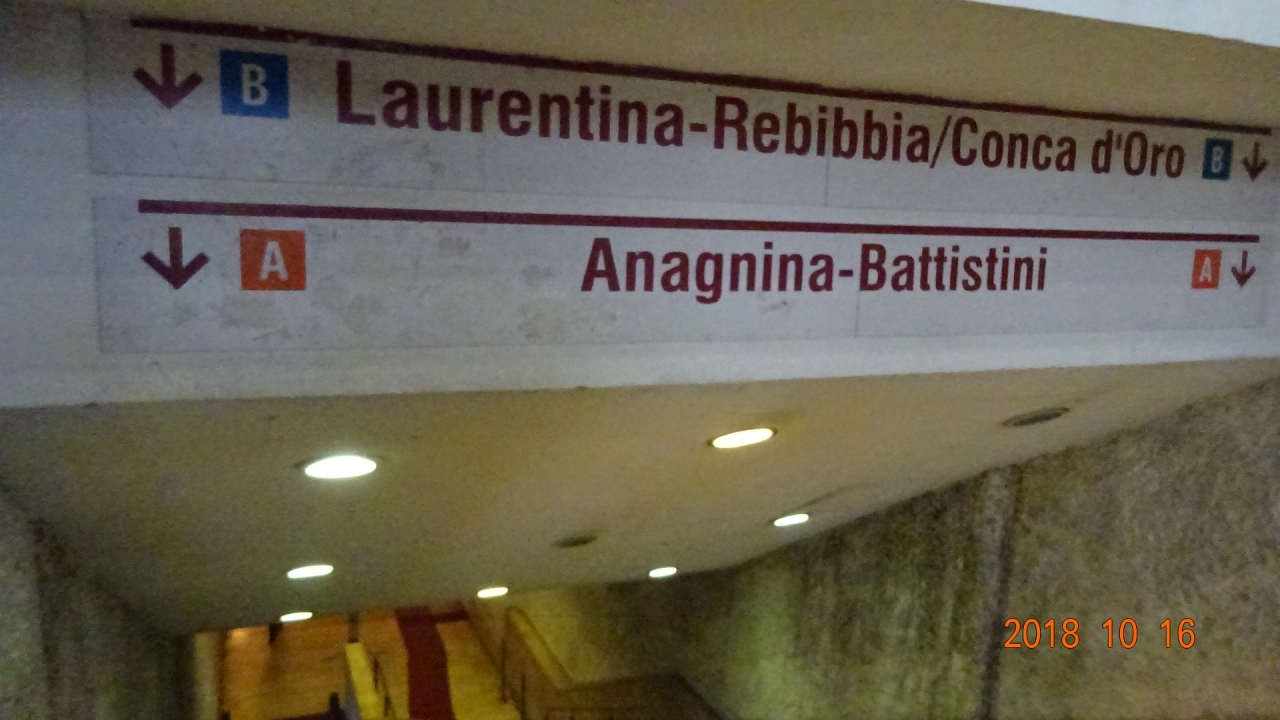 B Laurentina-Rebibbia/Conca d'Oro B
A Anagnina-Battistini A
2018 10 16